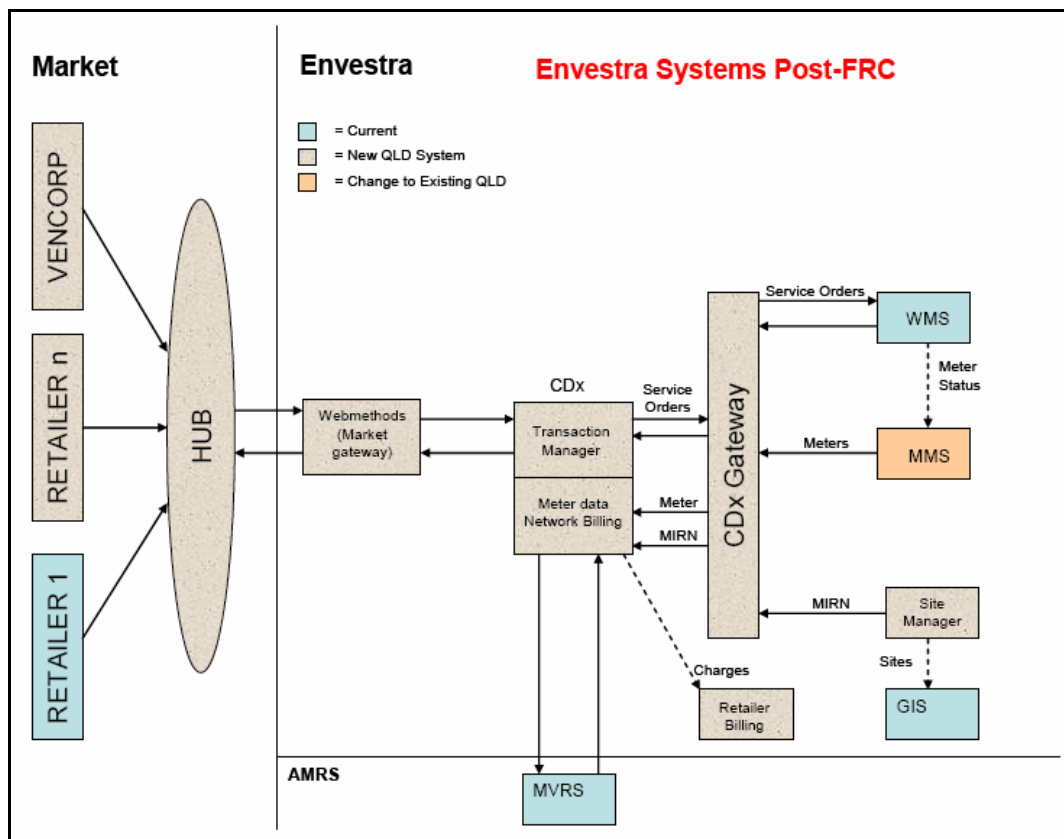 Market
Envestra
Envestra Systems Post-FRC
= Current
= New QLD System
= Change to Existing QLD
VENCORP
RETAILER n
RETAILER 1
HUB
Webmethods
(Market
gateway)
CDx
Transaction
Manager
Meter data
Network Billing
Service
Orders
Meter
MIRN
CDx Gateway
Service Orders
WMS
Meter
Status
Meters
MMS
MIRN
Site
Manager
Sites
GIS
Charges
Retailer
Billing
AMRS
MVRS